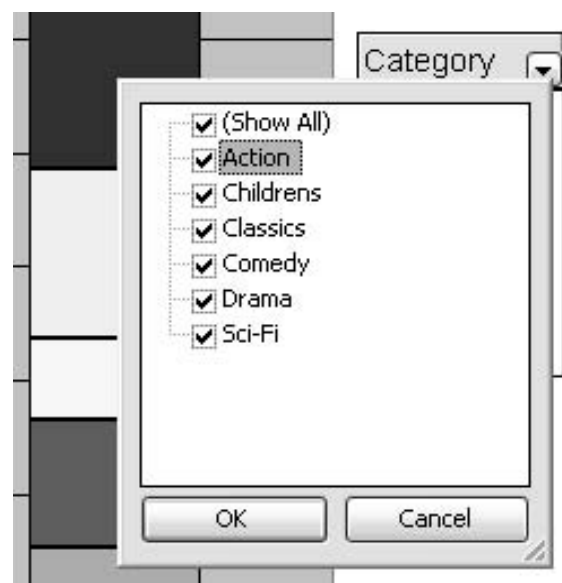 Category
(Show All)
Action
Childrens
Classics
Comedy
Drama
Sci-Fi
OK Cancel